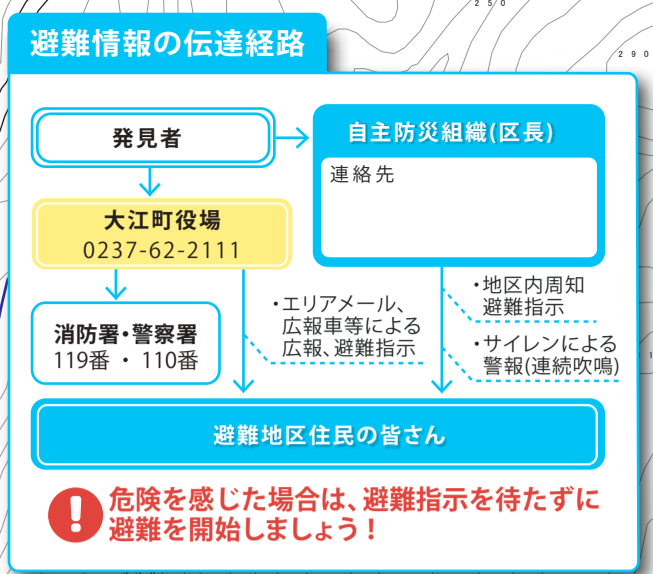 250
290
避難情報の伝達経路
発見者
自主防災組織(区長)
連絡先
大江町役場
0237-62-2111
消防署・警察署
119番 ・ 110番
・エリアメール、
広報車等による
広報、避難指示
・地区内周知
避難指示
・サイレンによる
警報(連続吹鳴)
避難地区住民の皆さん
!
危険を感じた場合は、避難指示を待たずに
避難を開始しましょう！